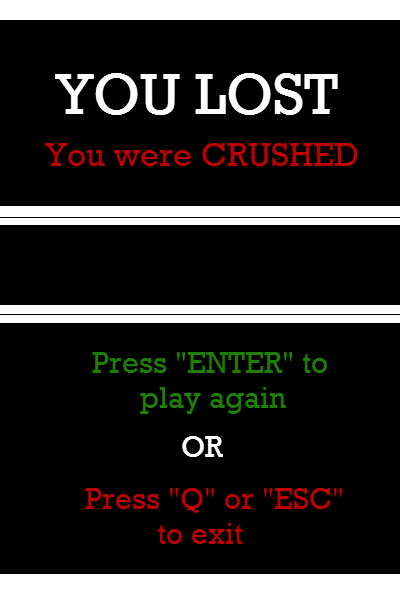 YOU LOST
You were CRUSHED
Press "ENTER" to
play again
OR
Press "Q" or "ESC"
to exit